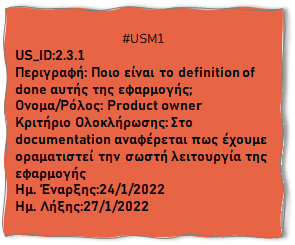 #USM1
US_ID:2.3.1
Περιγραφή: Ποιο είναι το definition of
done αυτής της εφαρμογής;
Όνομα/Ρόλος: Product owner
Κριτήριο Ολοκλήρωσης: Στο
documentation αναφέρεται πως έχουμε
οραματιστεί την σωστή λειτουργία της
εφαρμογής
Ημ. Έναρξης:24/1/2022
Ημ. Λήξης:27/1/2022